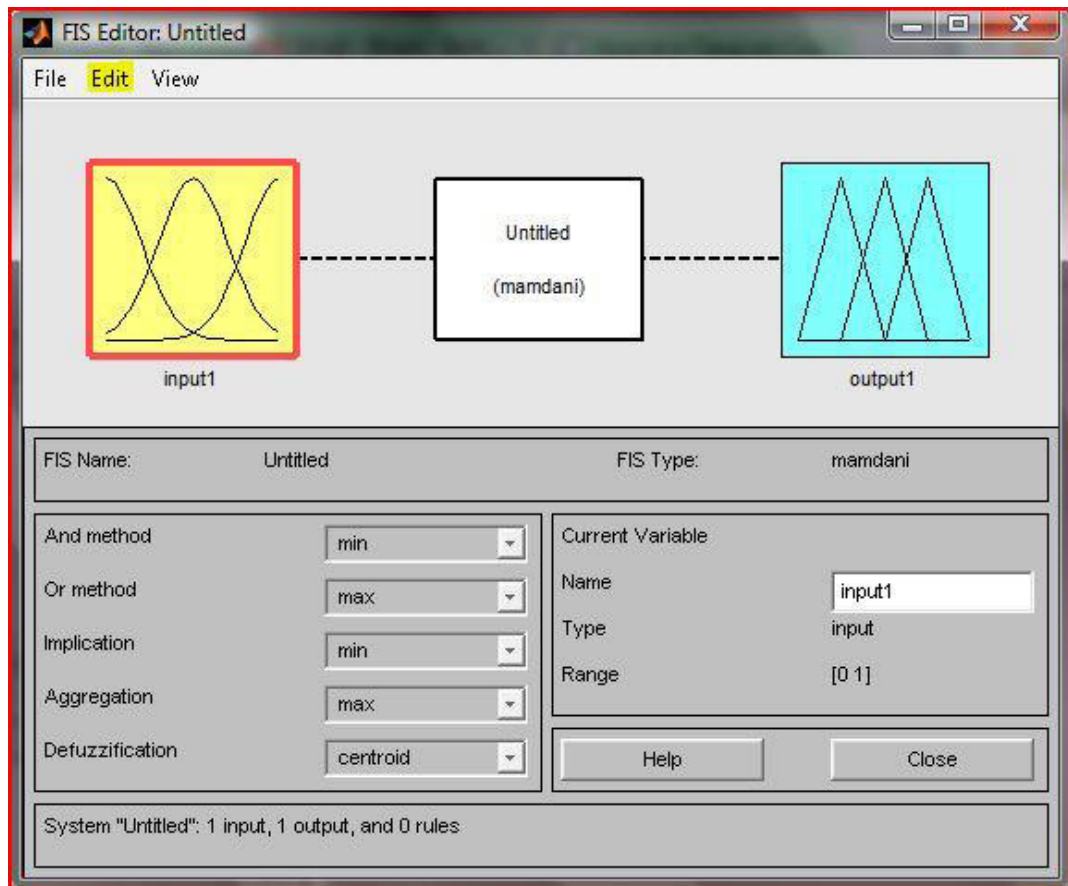 FIS Editor: Untitled
File Edit View
Untitled
(mamdani)
input1
output1
FIS Name: Untitled FIS Type: mamdani
And method min
Or method max
Implication min
Aggregation max
Defuzzification centroid
Current Variable
Name input1
Type input
Range [0 1]
Help Close
System "Untitled": 1 input, 1 output, and 0 rules